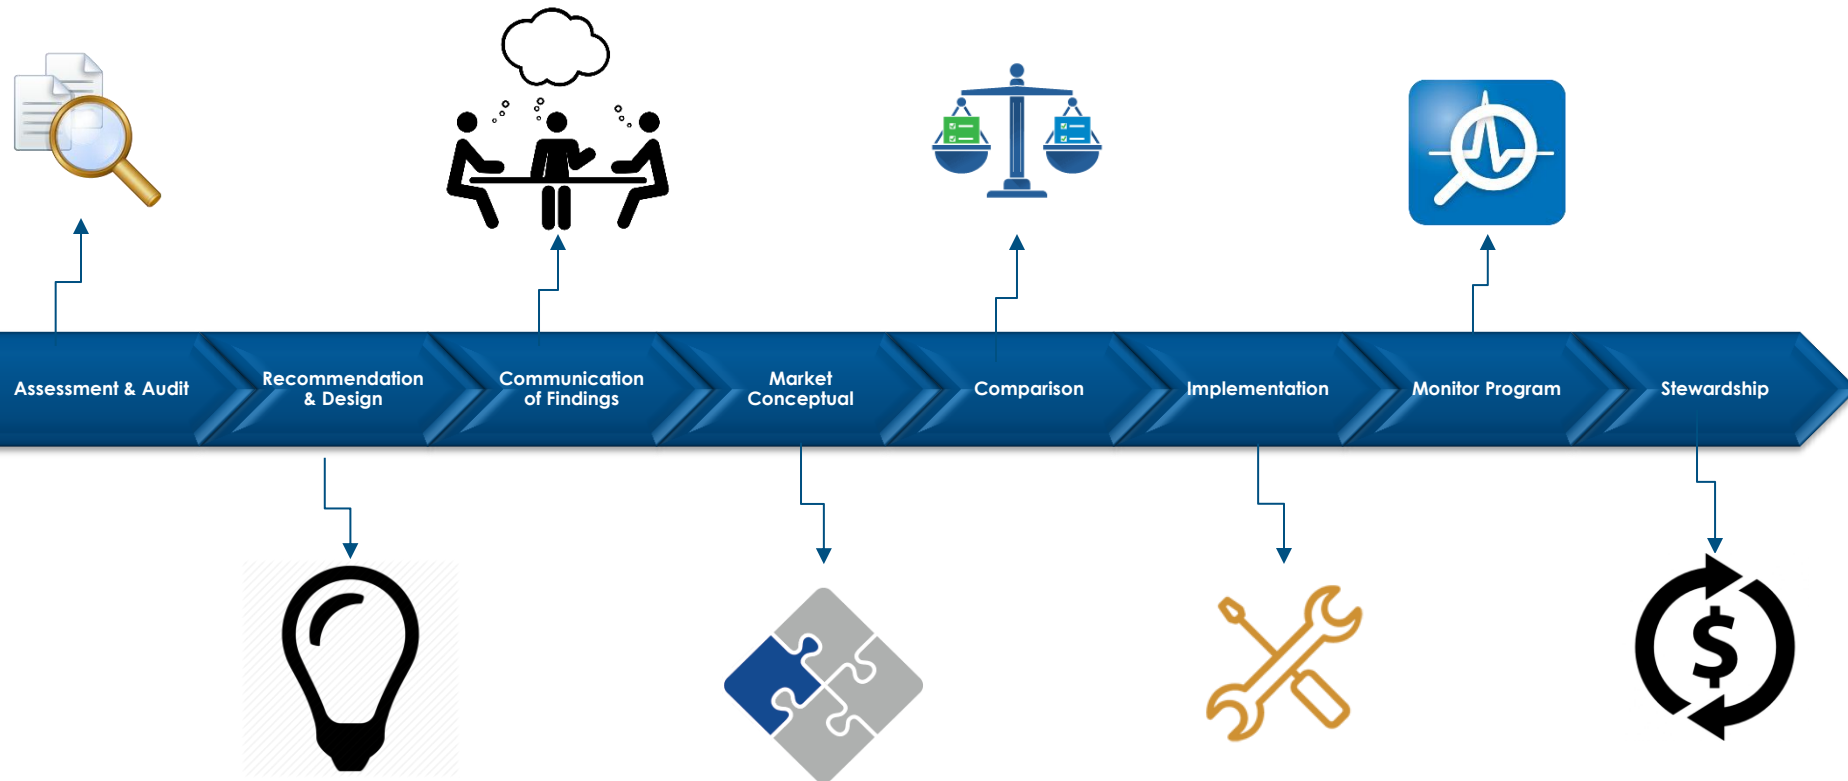 Assessment & Audit
Recommendation
& Design
Communication
of Findings
Market
Conceptual
Comparison
Implementation
Monitor Program
Stewardship
$